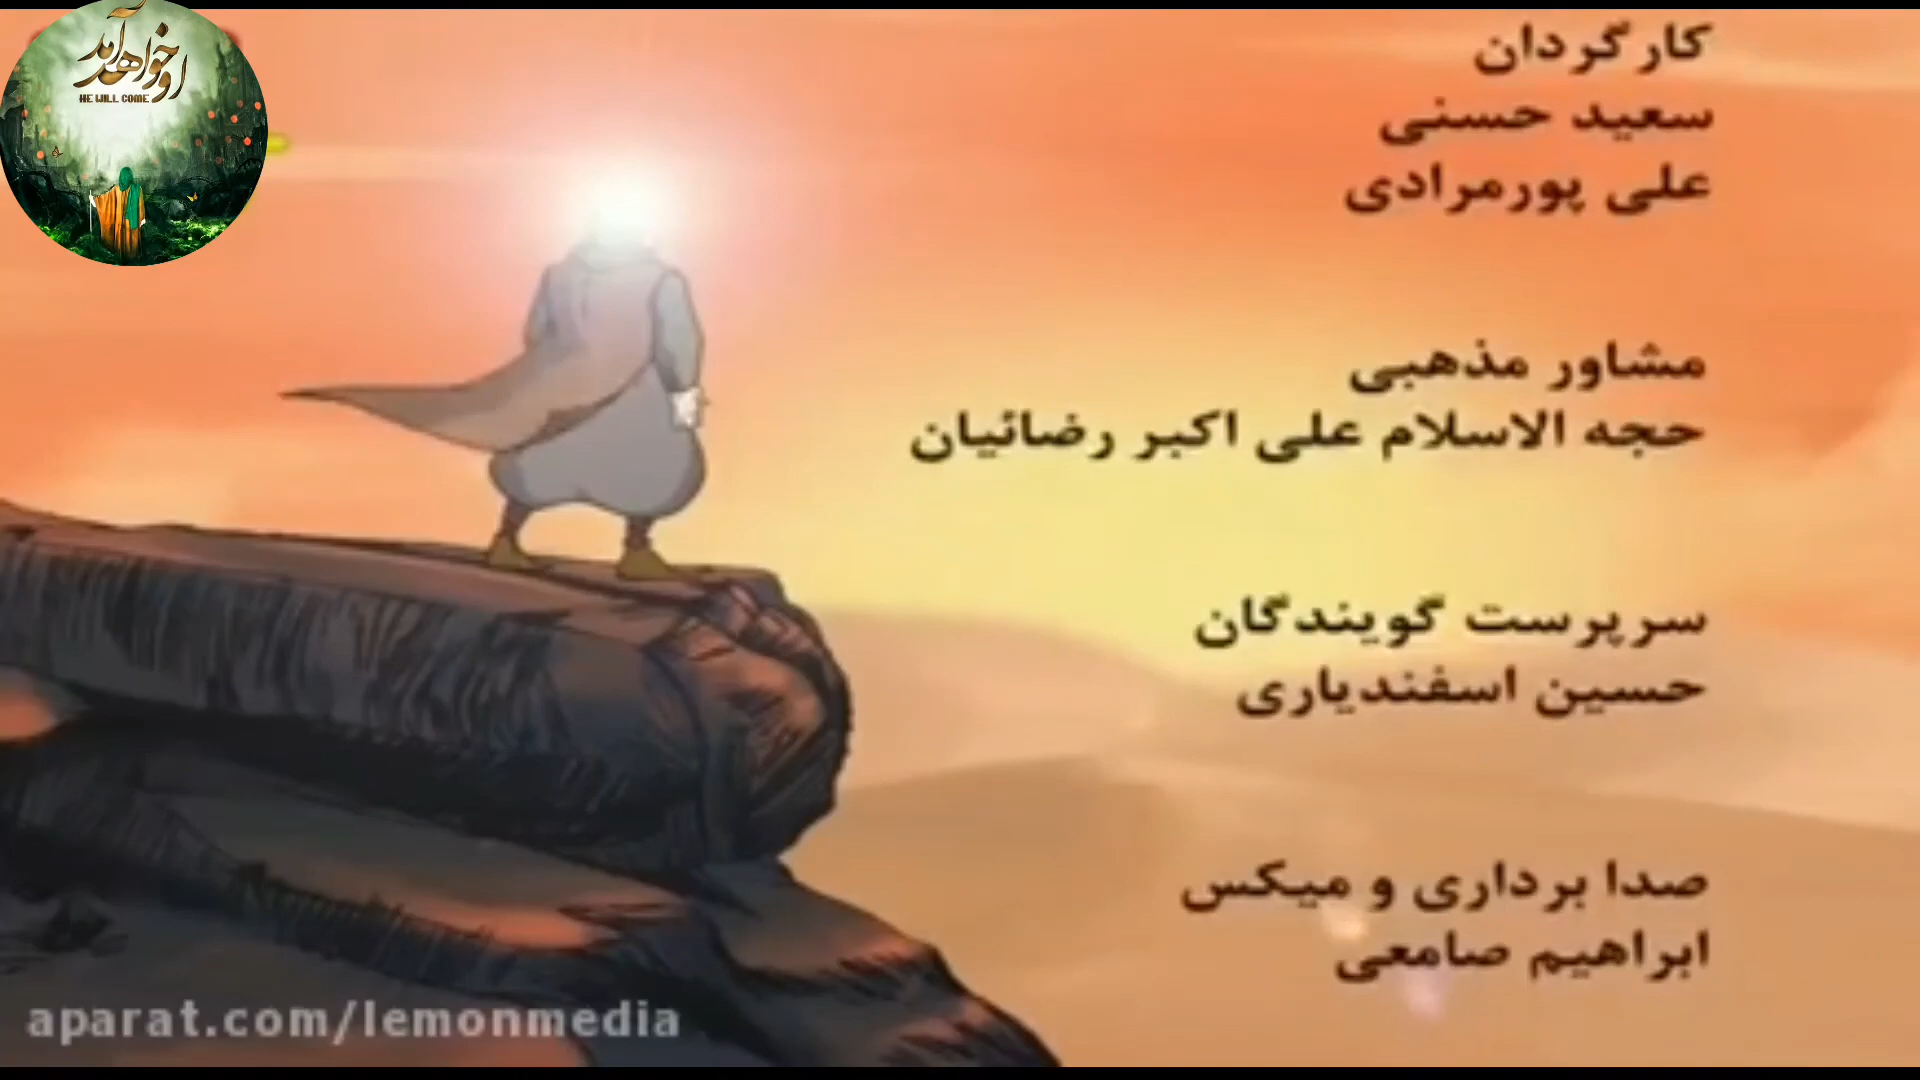 او خواهد آمد
HE WILL COME
کارگردان
سعید حسنی
علی پورمرادی
مشاور مذهبی
حجه الاسلام علی اکبر رضائیان
سرپرست گویندگان
حسین اسفندیاری
صدا برداری و میکس
ابراهیم صامعی
aparat.com/lemonmedia